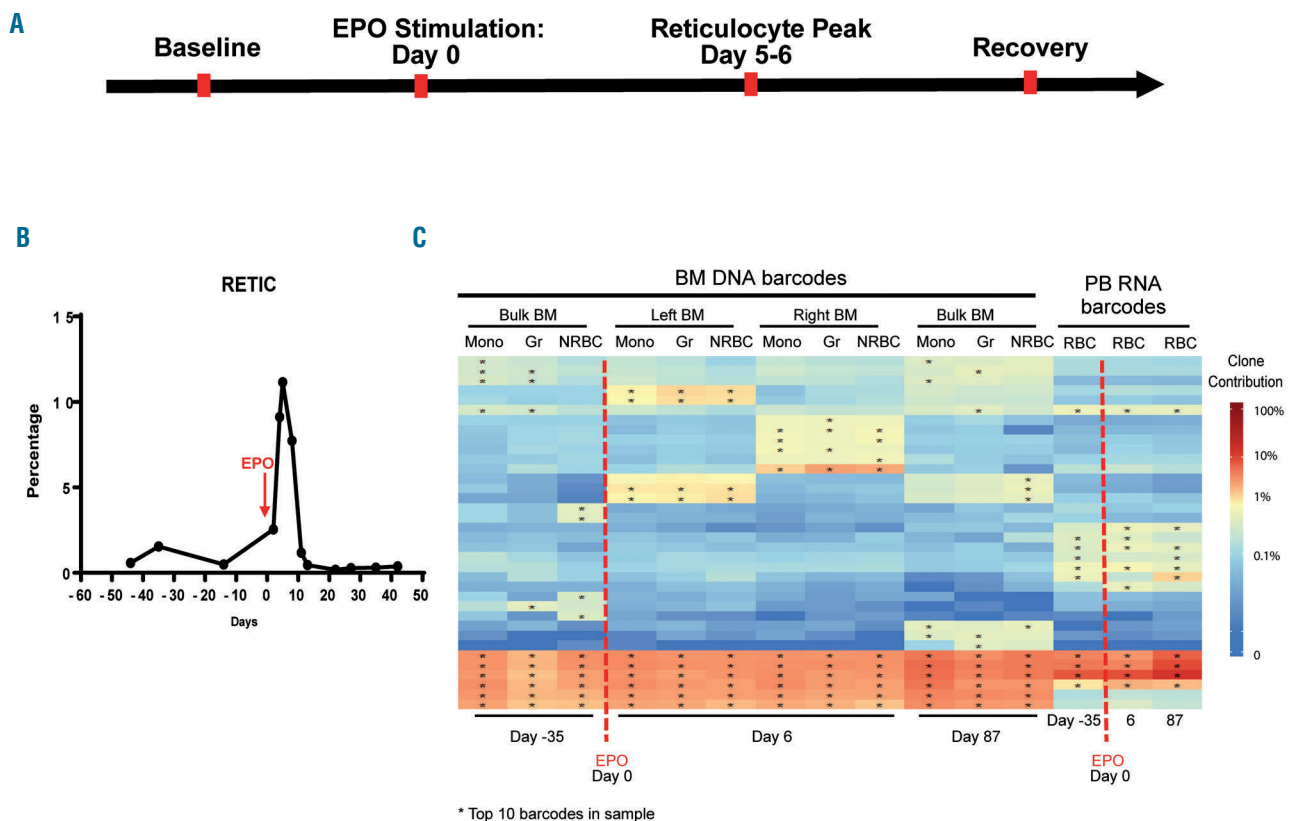 A
Baseline
EPO Stimulation:
Day 0
Reticulocyte Peak
Day 5-6
Recovery
B
RETIC
Percentage
15
10
5
0
EPO
-60 -50 -40 -30 -20 -10 0 10 20 30 40 50
Days
C
BM DNA barcodes
PB RNA
barcodes
Bulk BM Left BM Right BM Bulk BM
Mono Gr NRBC Mono Gr NRBC Mono Gr NRBC Mono Gr NRBC RBC RBC RBC
Clone
Contribution
100%
10%
1%
0.1%
0
Day -35 Day 6 Day 87 Day -35 6 87
EPO
Day 0
EPO
Day 0
* Top 10 barcodes in sample